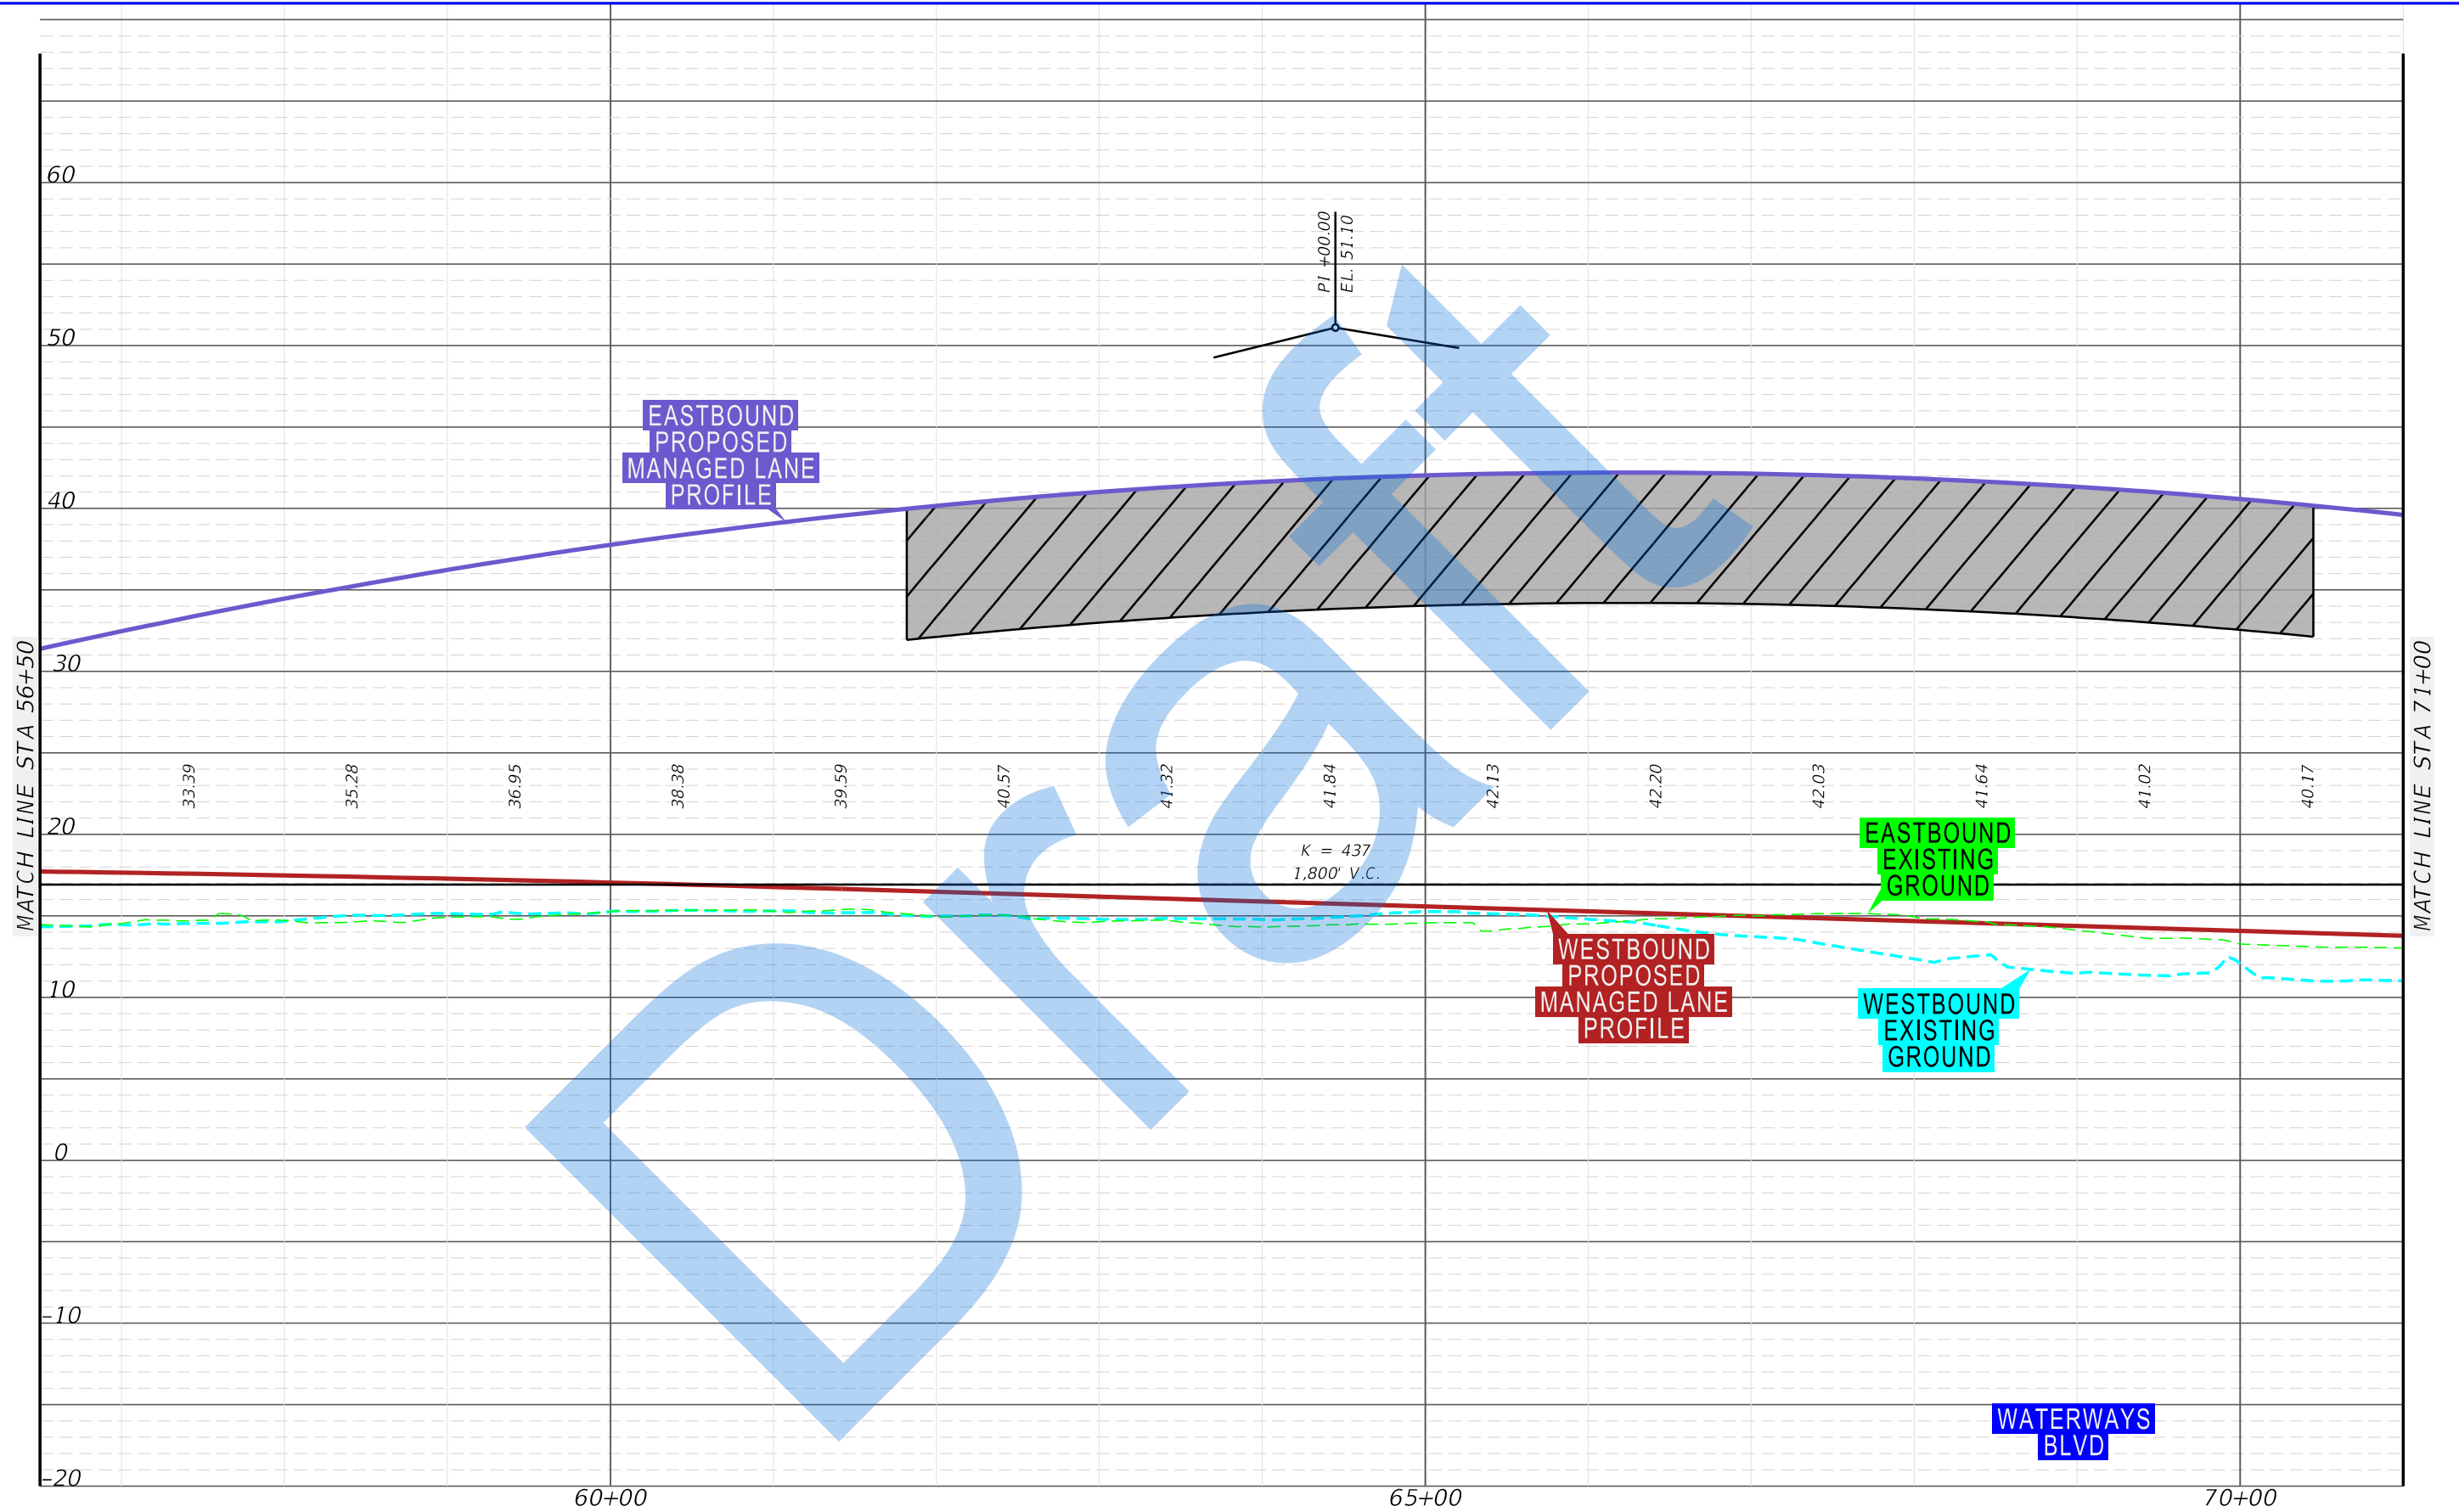 60
PI +00.00
EL. 51.10
50
EASTBOUND
PROPOSED
MANAGED LANE
PROFILE
40
30
MATCH LINE STA 56+50
MATCH LINE STA 71+00
33.39
35.28
36.95
38.38
39.59
40.57
41.32
41.84
42.13
42.20
42.03
41.64
41.02
40.17
20
K = 437
1,800' V.C.
EASTBOUND
EXISTING
GROUND
WESTBOUND
PROPOSED
MANAGED LANE
PROFILE
WESTBOUND
EXISTING
GROUND
10
0
-10
-20
WATERWAYS
BLVD
60+00
65+00
70+00
Draft